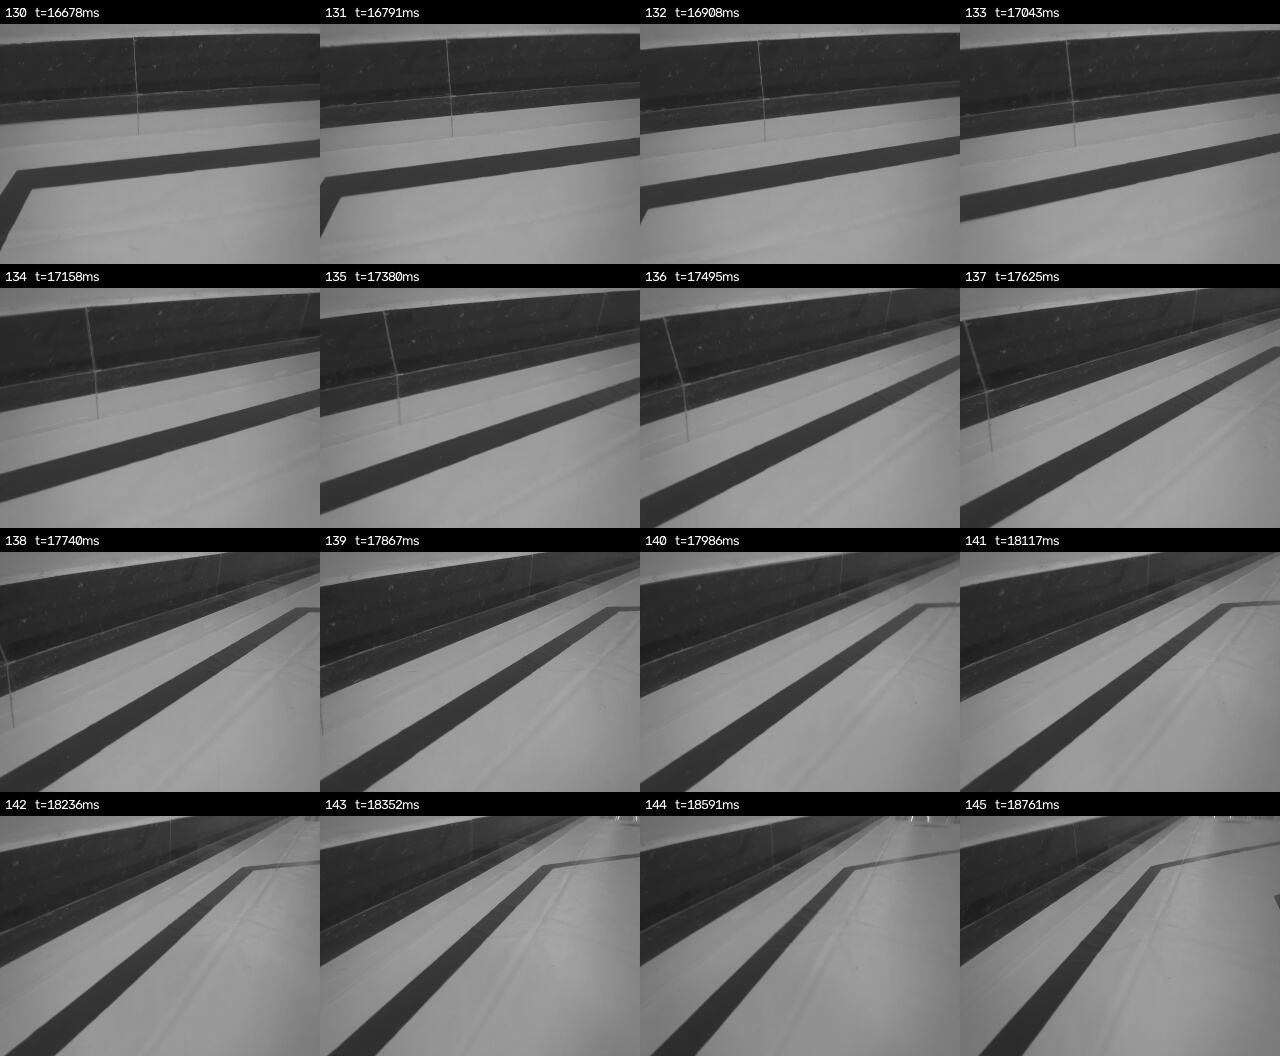 130 t=16678ms
131 t=16791ms
132 t=16908ms
133 t=17043ms
134 t=17158ms
135 t=17380ms
136 t=17495ms
137 t=17625ms
138 t=17740ms
139 t=17867ms
140 t=17986ms
141 t=18117ms
142 t=18236ms
143 t=18352ms
144 t=18591ms
145 t=18761ms